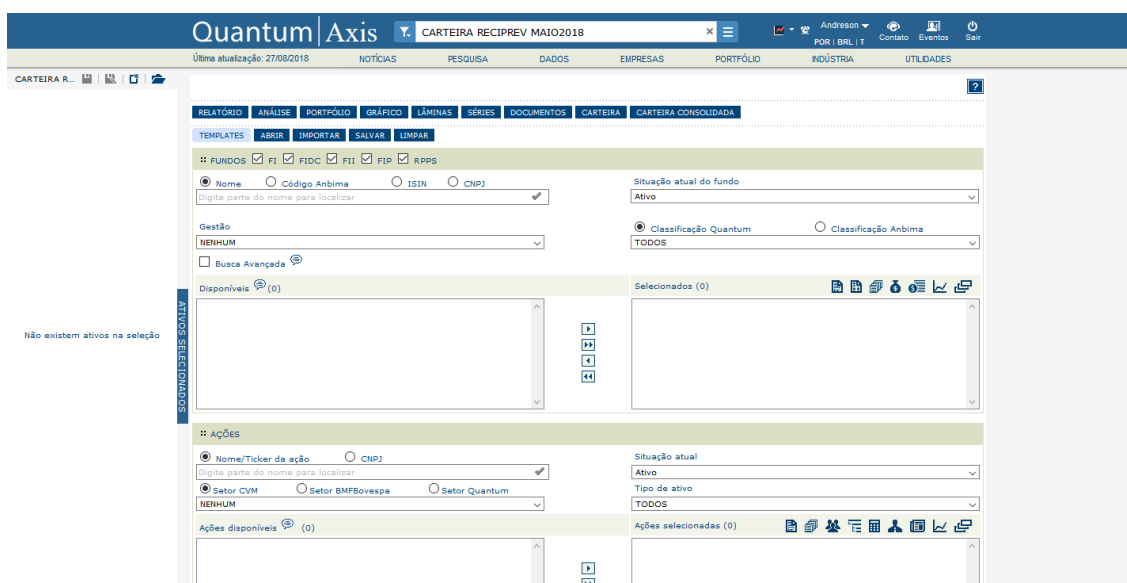 Quantum|Axis
CARTEIRA RECIPREV MAIO2018
Andreson
POR | BRL | T
Contato
Eventos
Sair
Última atualização: 27/08/2018
NOTÍCIAS
PESQUISA
DADOS
EMPRESAS
PORTFÓLIO
INDÚSTRIA
UTILIDADES
CARTEIRA R...
?
RELATÓRIO ANÁLISE PORTFÓLIO GRÁFICO LÂMINAS SÉRIES DOCUMENTOS CARTEIRA CARTEIRA CONSOLIDADA
TEMPLATES ABRIR IMPORTAR SALVAR LIMPAR
FUNDOS FI FIDC FII FIP RPPS
Nome Código Anbima ISIN CNPJ
Digite parte do nome para localizar
Situação atual do fundo
Ativo
Gestão
NENHUM
Classificação Quantum Classificação Anbima
TODOS
Busca Avançada
Disponíveis (0)
Selecionados (0)
Não existem ativos na seleção
ATIVOS SELECIONADOS
AÇÕES
Nome/Ticker da ação CNPJ
Digite parte do nome para localizar
Situação atual
Ativo
Setor CVM Setor BMFBovespa Setor Quantum
NENHUM
Tipo de ativo
TODOS
Ações disponíveis (0)
Ações selecionadas (0)